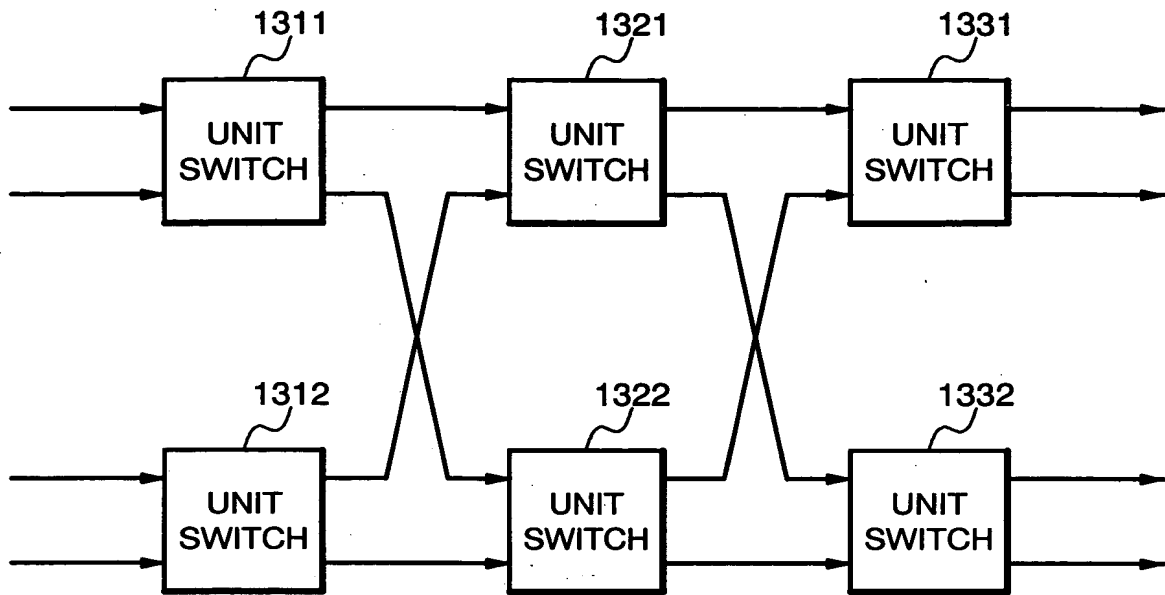 1311
1321
1331
UNIT
SWITCH
UNIT
SWITCH
UNIT
SWITCH
1312
1322
1332
UNIT
SWITCH
UNIT
SWITCH
UNIT
SWITCH